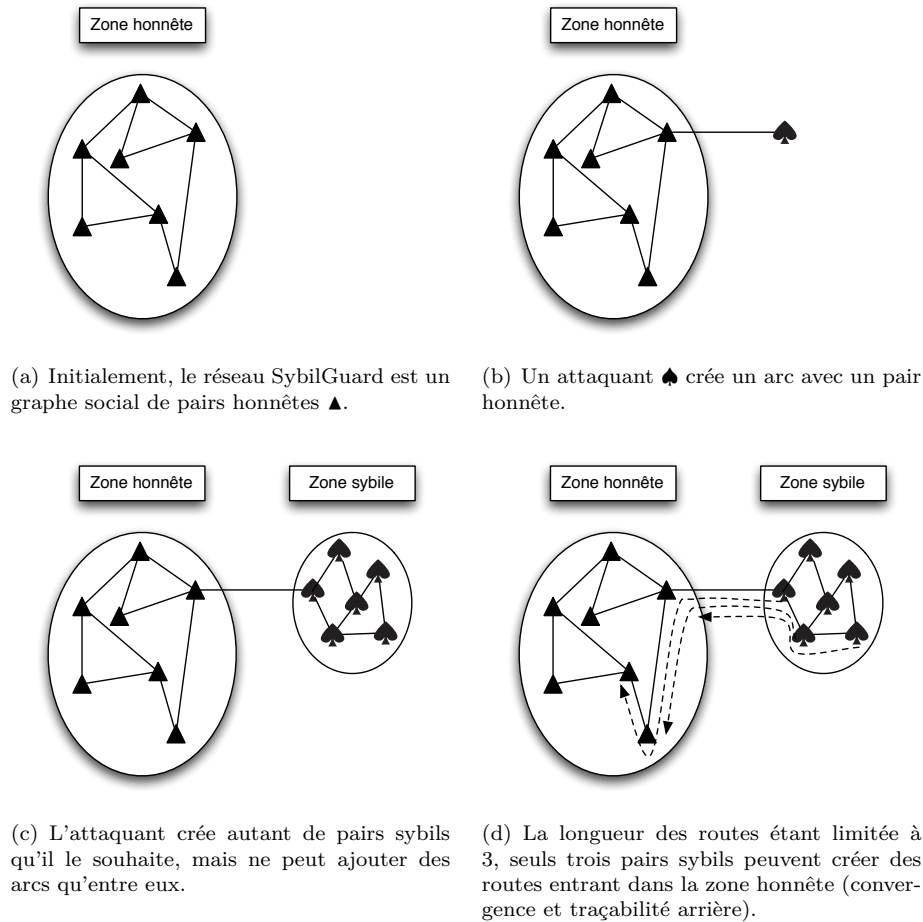 Zone honnête
Zone honnête
(a) Initialement, le réseau SybilGuard est un
graphe social de pairs honnêtes ▲.
(b) Un attaquant ♠ crée un arc avec un pair
honnête.
Zone honnête
Zone sybile
Zone honnête
Zone sybile
(c) L'attaquant crée autant de pairs sybils
qu'il le souhaite, mais ne peut ajouter des
arcs qu'entre eux.
(d) La longueur des routes étant limitée à
3, seuls trois pairs sybils peuvent créer des
routes entrant dans la zone honnête (conver-
gence et traçabilité arrière).